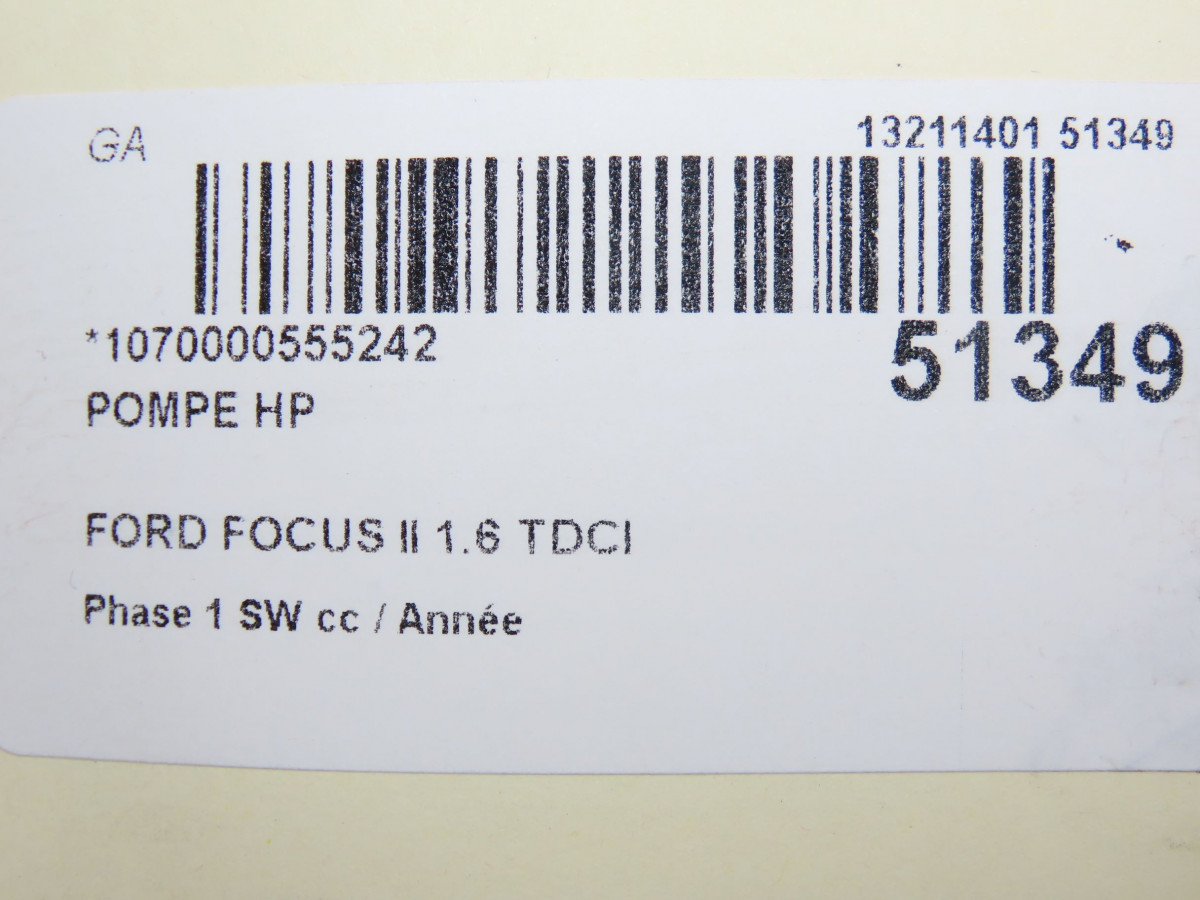 GA
13211401 51349
*1070000555242
51349
POMPE HP
FORD FOCUS II 1.6 TDCI
Phase 1 SW cc / Année